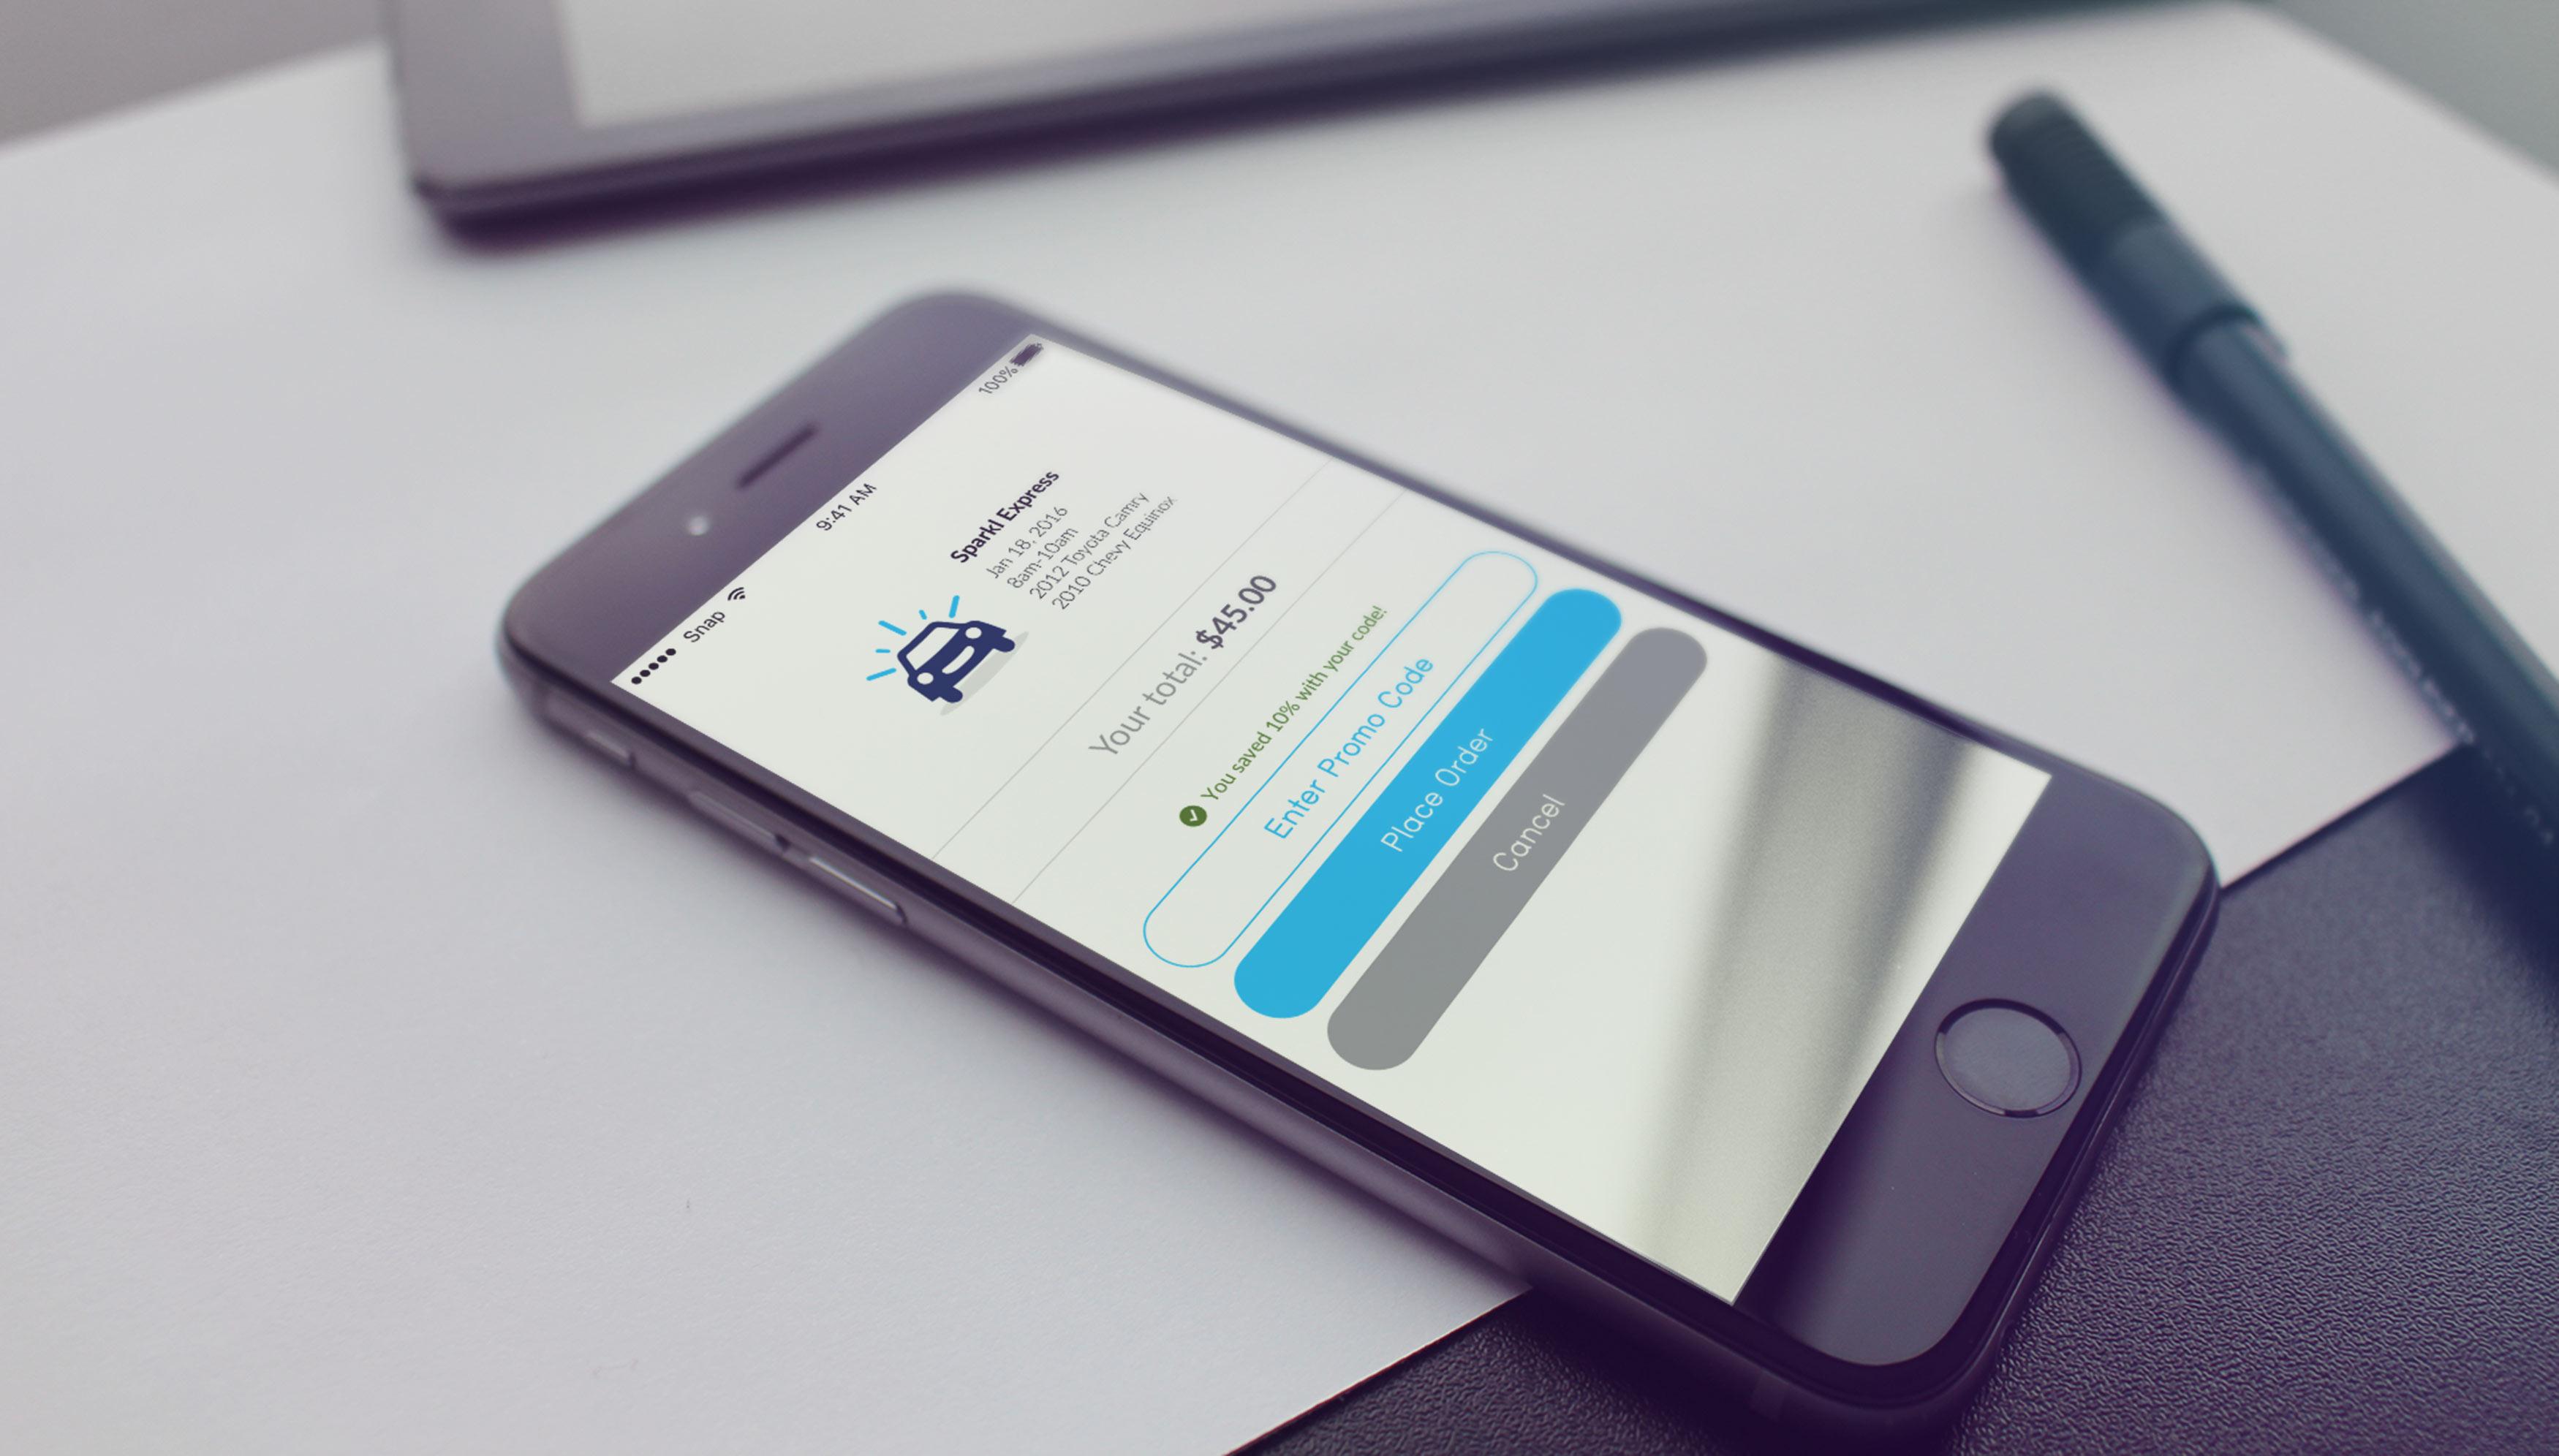 Snap 9:41 AM 100%
Sparkl Express
Jan 18, 2016
8am-10am
2012 Toyota Camry
2010 Chevy Equinox
Your total: $45.00
You saved 10% with your code!
Enter Promo Code
Place Order
Cancel